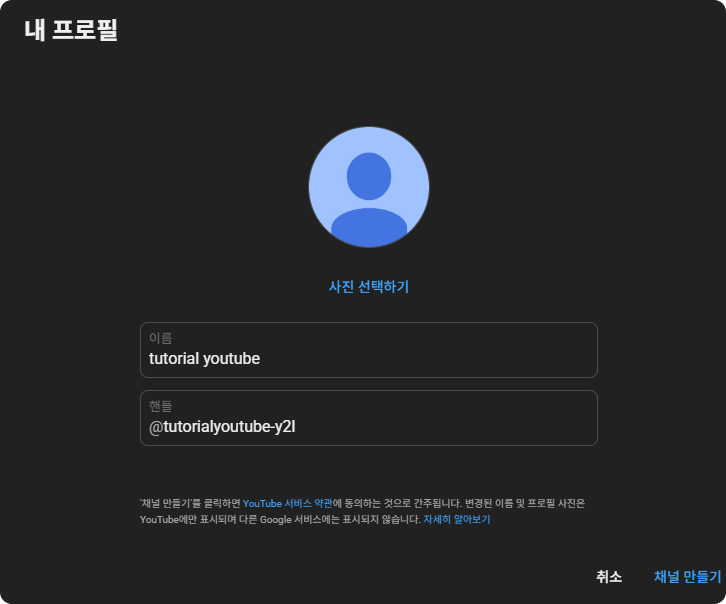 내 프로필
사진 선택하기
이름
tutorial youtube
핸들
@tutorialyoutube-y2l
'채널 만들기'를 클릭하면 YouTube 서비스 약관에 동의하는 것으로 간주됩니다. 변경된 이름 및 프로필 사진은
YouTube에만 표시되며 다른 Google 서비스에는 표시되지 않습니다. 자세히 알아보기
취소 채널 만들기